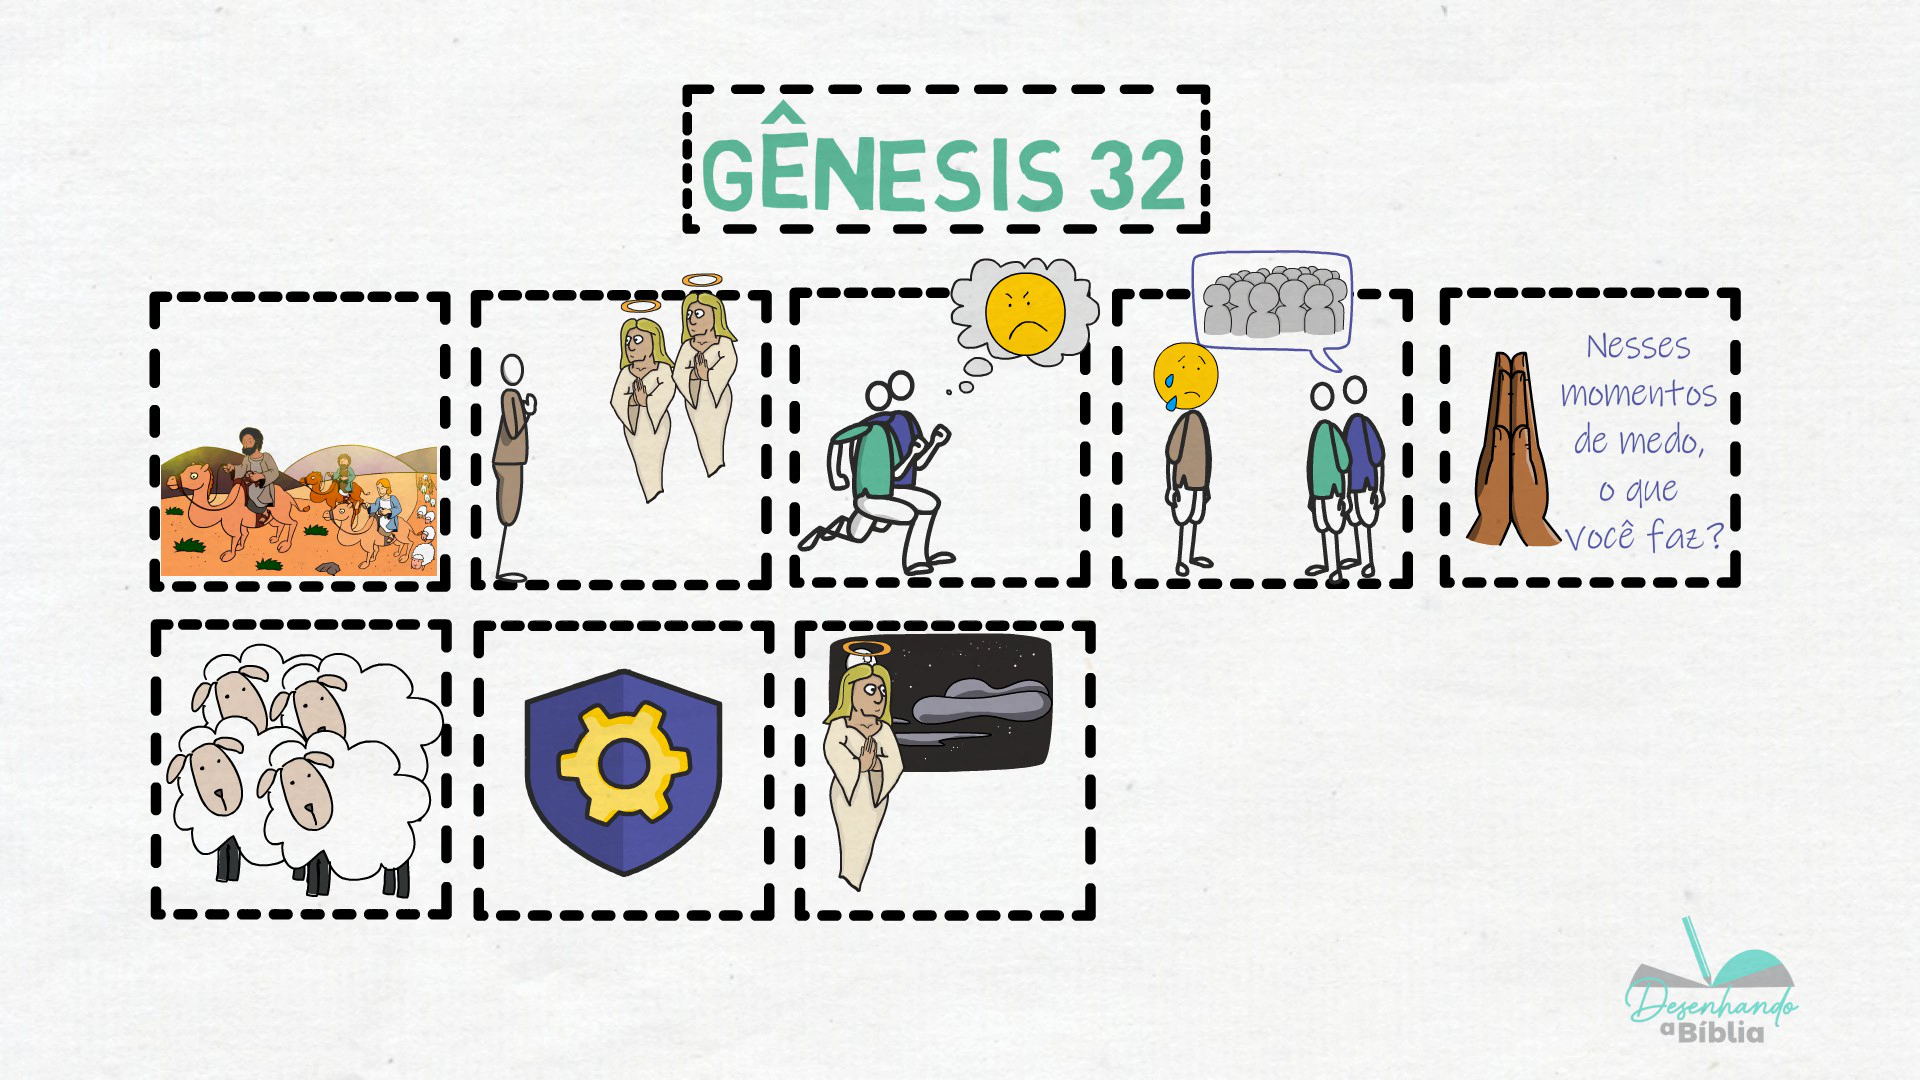 GÊNESIS 32
Nesses
momentos
de medo,
o que
você faz?
Desenhando
a Bíblia